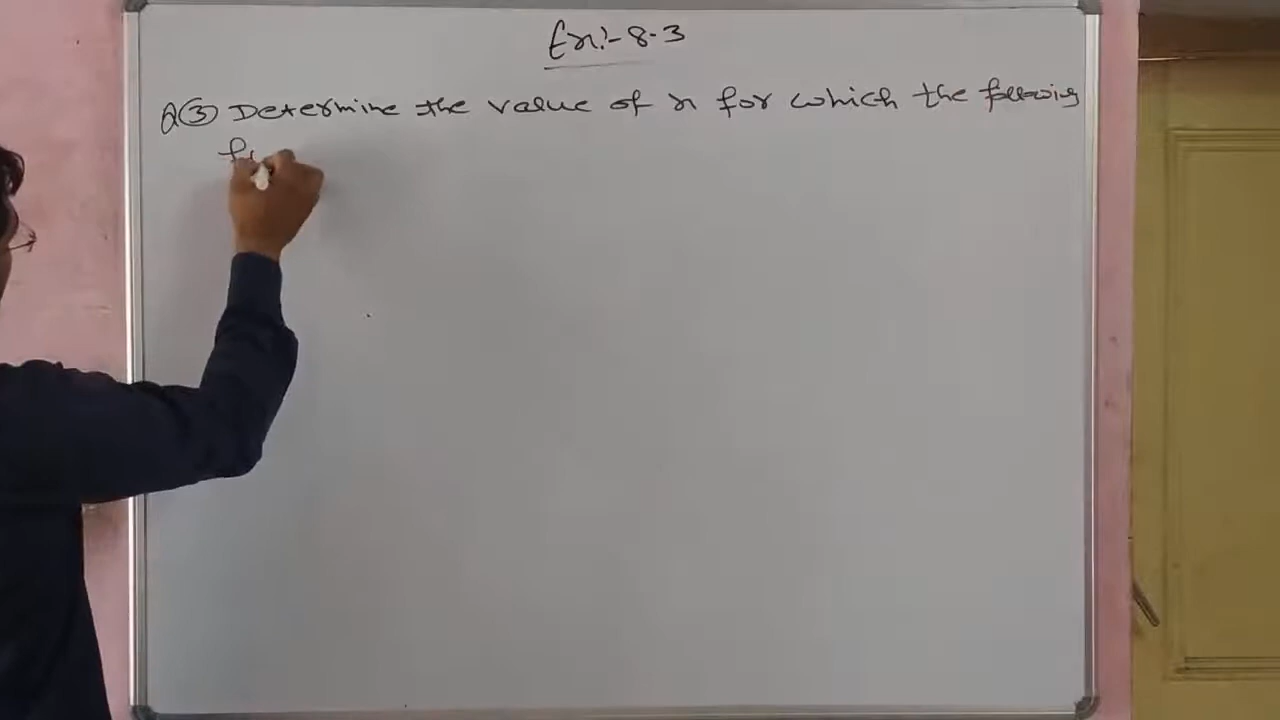 Ex:- 8.3
Q③ Determine the value of x for which the following